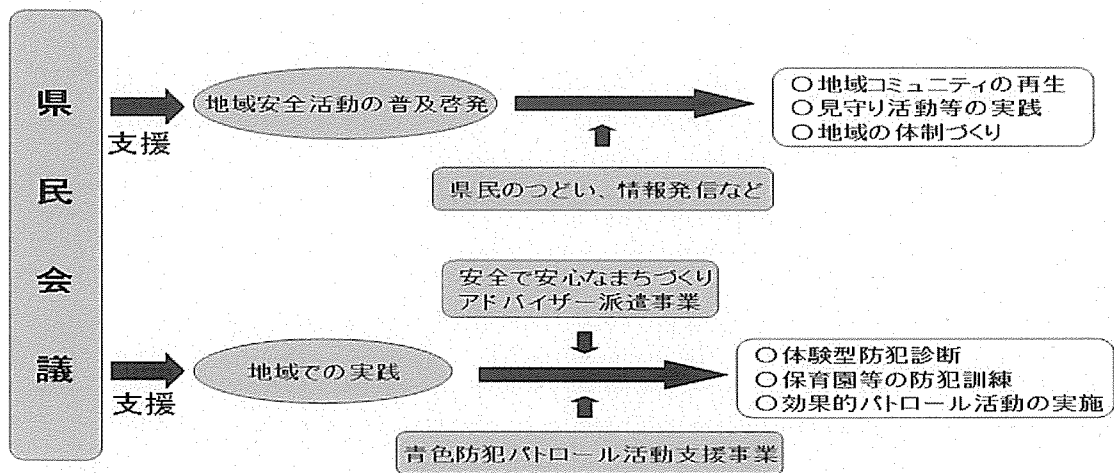 県民会議
支援
地域安全活動の普及啓発
○地域コミュニティの再生
○見守り活動等の実践
○地域の体制づくり
県民のつどい、情報発信など
安全で安心なまちづくり
アドバイザー派遣事業
支援
地域での実践
○体験型防犯診断
○保育園等の防犯訓練
○効果的パトロール活動の実施
青色防犯パトロール活動支援事業